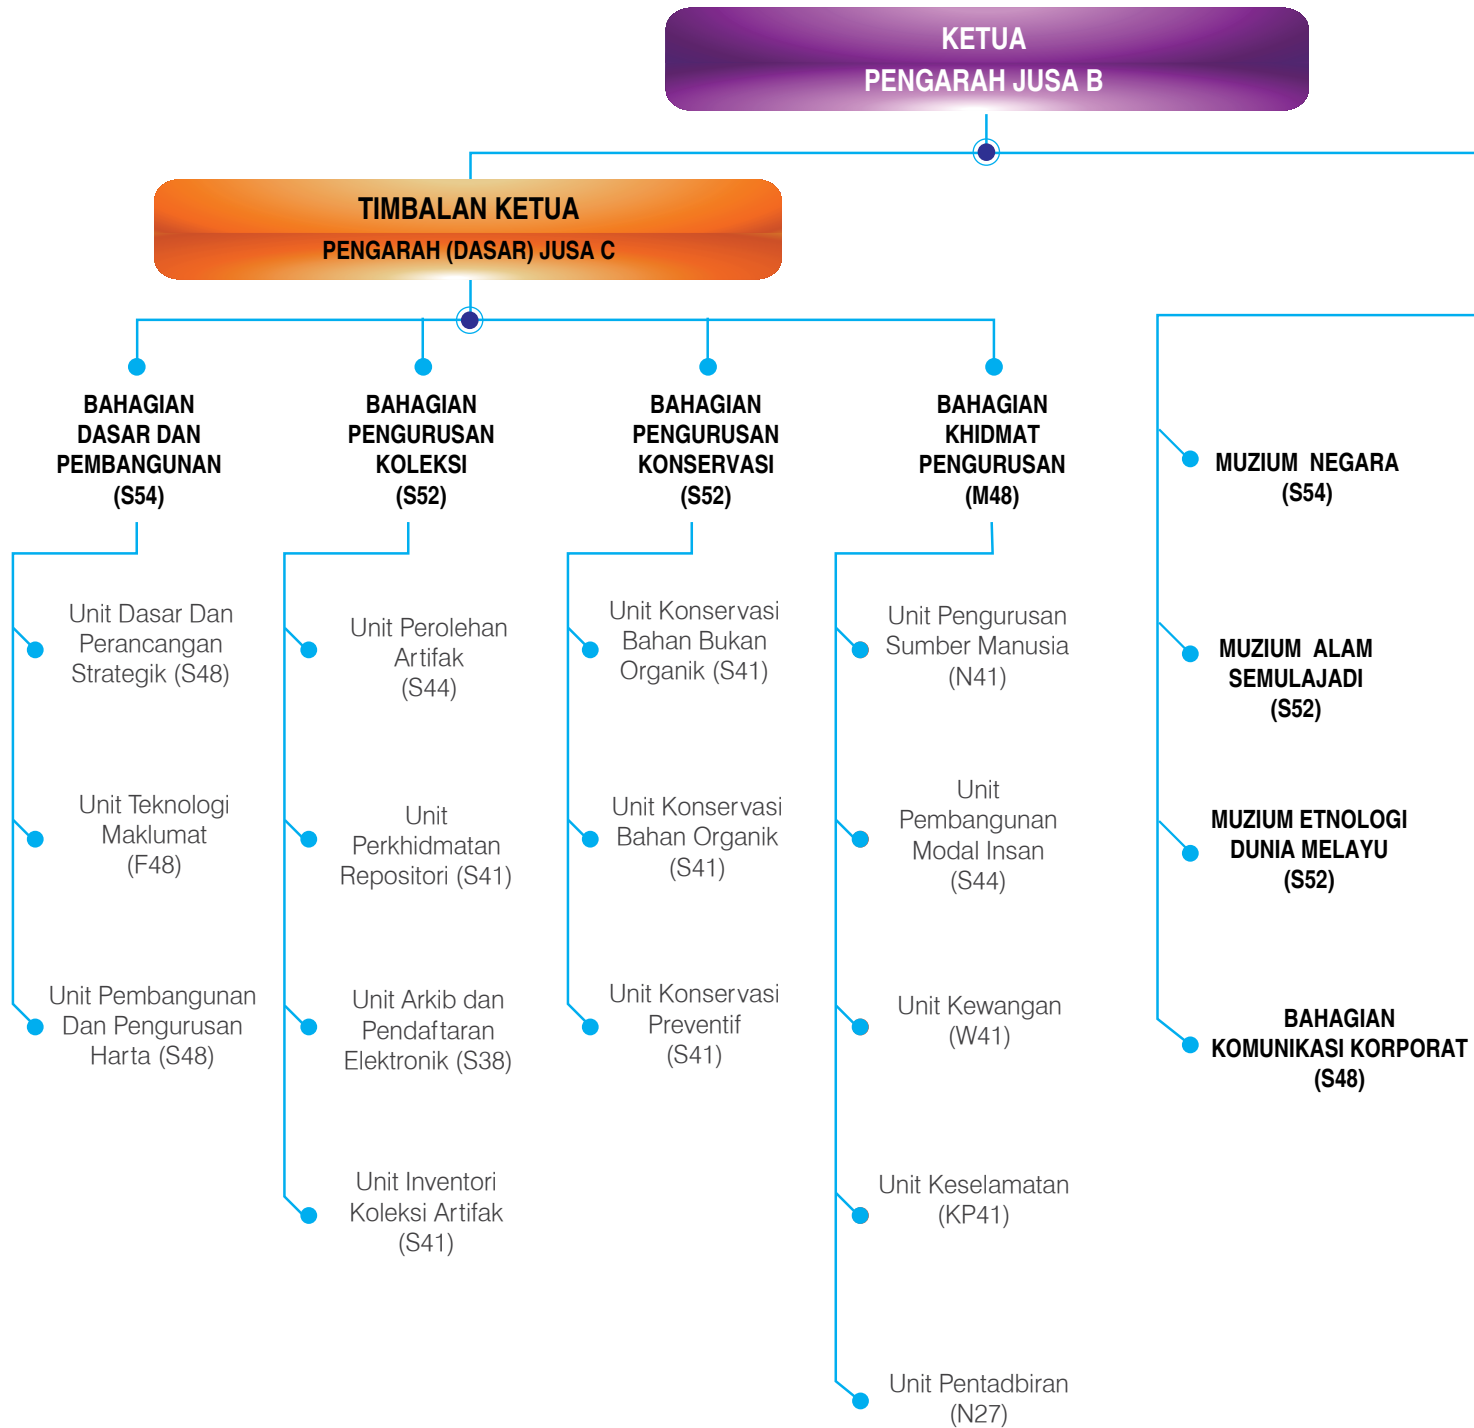 KETUA
PENGARAH JUSA B
TIMBALAN KETUA
PENGARAH (DASAR) JUSA C
BAHAGIAN
DASAR DAN
PEMBANGUNAN
(S54)
Unit Dasar Dan
Perancangan
Strategik (S48)
Unit Teknologi
Maklumat
(F48)
Unit Pembangunan
Dan Pengurusan
Harta (S48)
BAHAGIAN
PENGURUSAN
KOLEKSI
(S52)
Unit Perolehan
Artifak
(S44)
Unit
Perkhidmatan
Repositori (S41)
Unit Arkib dan
Pendaftaran
Elektronik (S38)
Unit Inventori
Koleksi Artifak
(S41)
BAHAGIAN
PENGURUSAN
KONSERVASI
(S52)
Unit Konservasi
Bahan Bukan
Organik (S41)
Unit Konservasi
Bahan Organik
(S41)
Unit Konservasi
Preventif
(S41)
BAHAGIAN
KHIDMAT
PENGURUSAN
(M48)
Unit Pengurusan
Sumber Manusia
(N41)
Unit
Pembangunan
Modal Insan
(S44)
Unit Kewangan
(W41)
Unit Keselamatan
(KP41)
Unit Pentadbiran
(N27)
MUZIUM NEGARA
(S54)
MUZIUM ALAM
SEMULAJADI
(S52)
MUZIUM ETNOLOGI
DUNIA MELAYU
(S52)
BAHAGIAN
KOMUNIKASI KORPORAT
(S48)